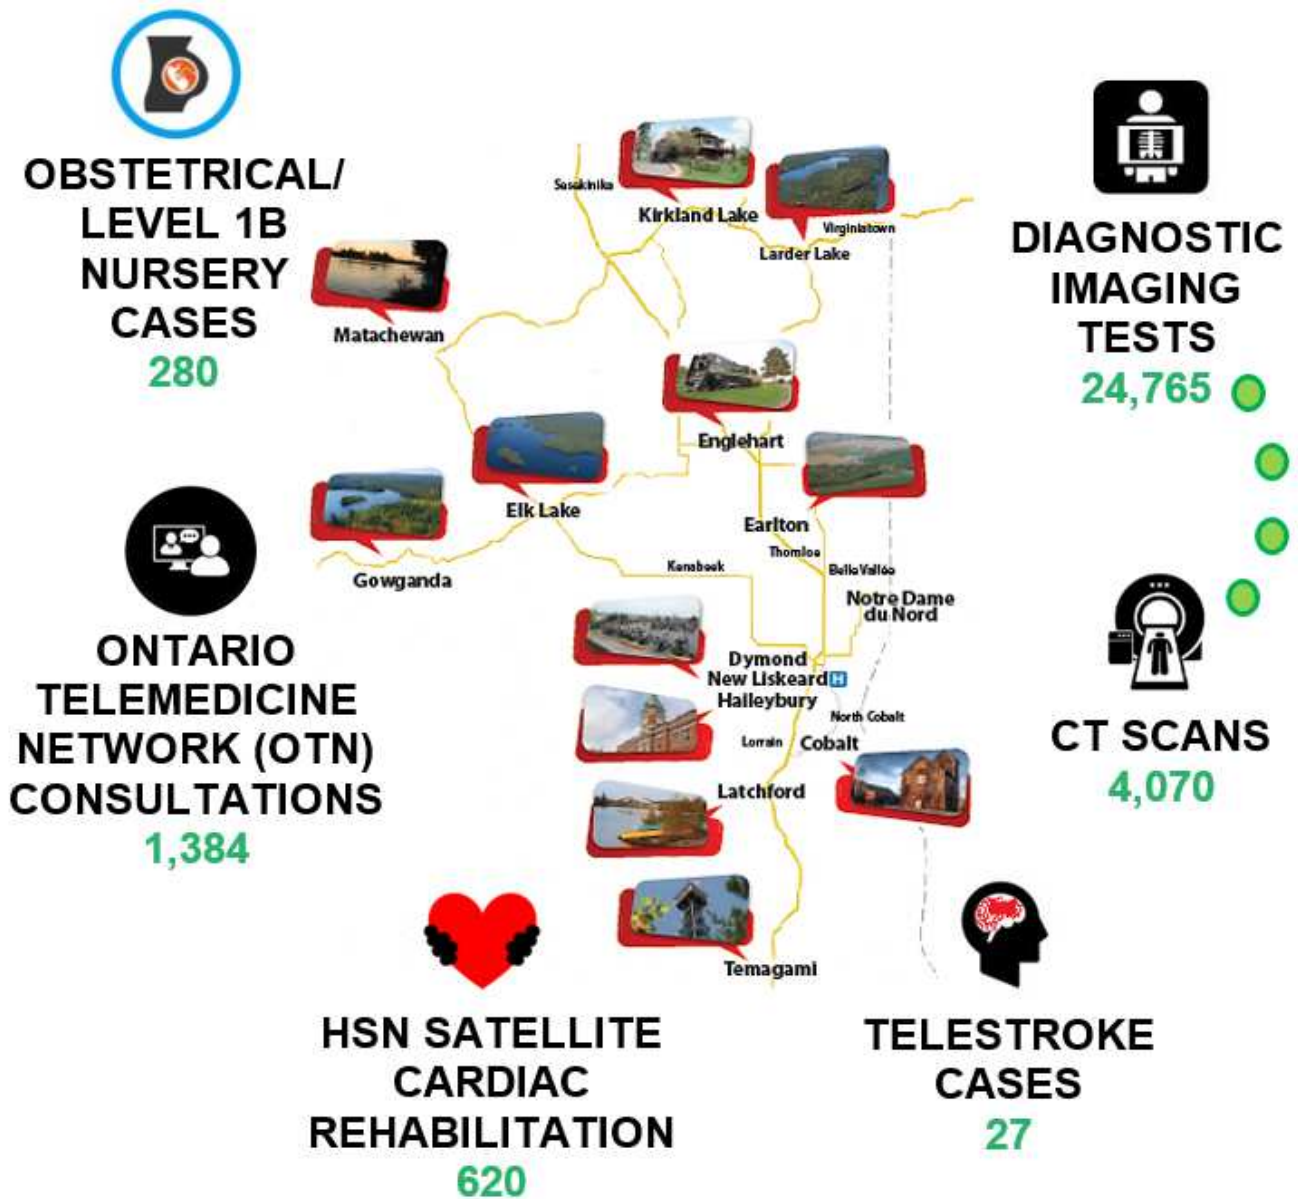 OBSTETRICAL/
LEVEL 1B
NURSERY
CASES
280
DIAGNOSTIC
IMAGING
TESTS
24,765
Sesekinika
Kirkland Lake
Virginiatown
Larder Lake
Matachewan
Englehart
Elk Lake
Earlton
Thornloe
Kenabeek
Belle Vallée
Gowganda
Notre Dame
du Nord
Dymond
New Liskeard H
Haileybury
North Cobalt
Lorrain
Cobalt
Latchford
Temagami
ONTARIO
TELEMEDICINE
NETWORK (OTN)
CONSULTATIONS
1,384
CT SCANS
4,070
HSN SATELLITE
CARDIAC
REHABILITATION
620
TELESTROKE
CASES
27